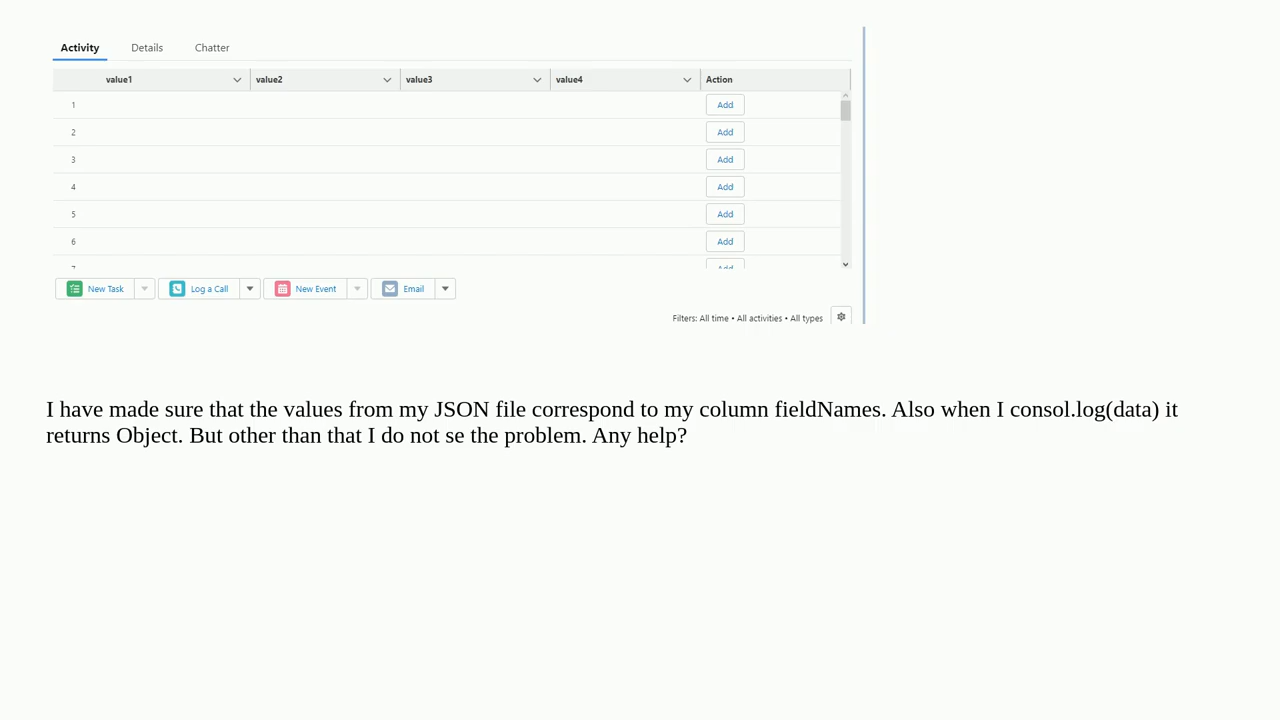 Activity Details Chatter
value1 value2 value3 value4 Action
1 Add
2 Add
3 Add
4 Add
5 Add
6 Add
New Task Log a Call New Event Email
Filters: All time • All activities • All types
I have made sure that the values from my JSON file correspond to my column fieldNames. Also when I consol.log(data) it
returns Object. But other than that I do not se the problem. Any help?